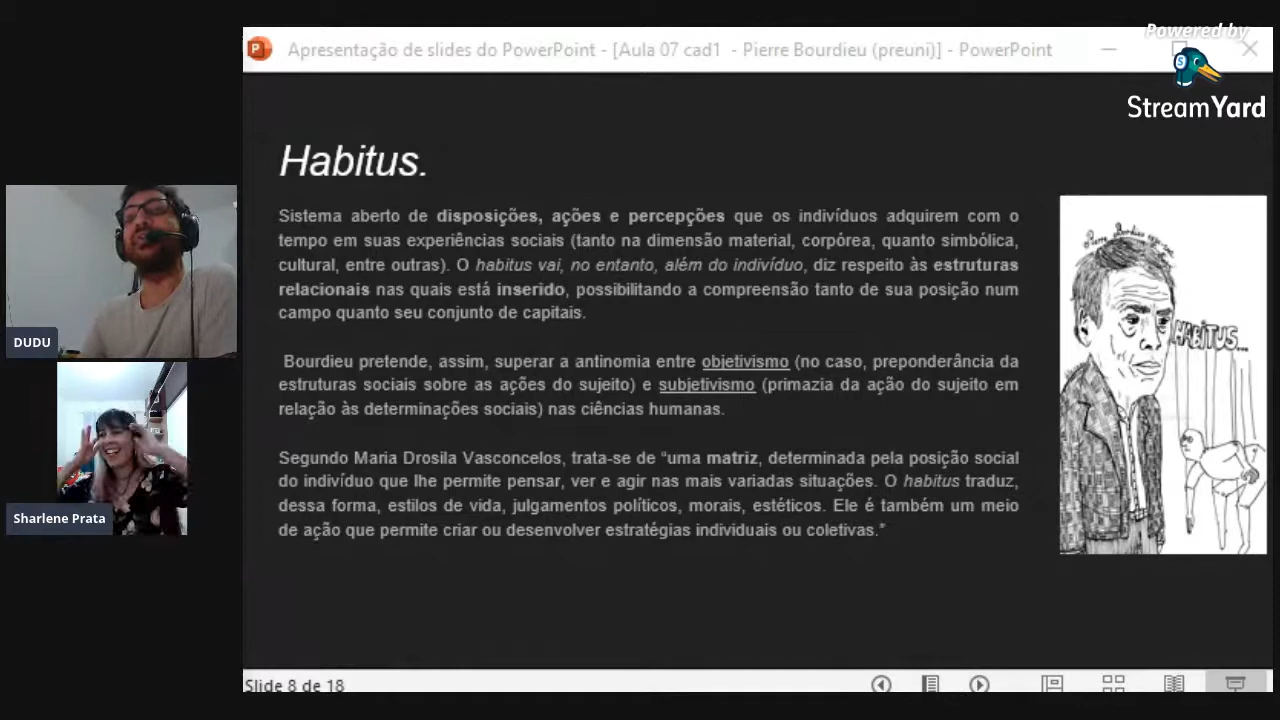 Apresentação de slides do PowerPoint - [Aula 07 cad1 - Pierre Bourdieu (preuni)] - PowerPoint
Powered by
StreamYard
Habitus.
Sistema aberto de disposições, ações e percepções que os indivíduos adquirem com o
tempo em suas experiências sociais (tanto na dimensão material, corpórea, quanto simbólica,
cultural, entre outras). O habitus vai, no entanto, além do indivíduo, diz respeito às estruturas
relacionais nas quais está inserido, possibilitando a compreensão tanto de sua posição num
campo quanto seu conjunto de capitais.
Bourdieu pretende, assim, superar a antinomia entre objetivismo (no caso, preponderância da
estruturas sociais sobre as ações do sujeito) e subjetivismo (primazia da ação do sujeito em
relação às determinações sociais) nas ciências humanas.
Segundo Maria Drosila Vasconcelos, trata-se de “uma matriz, determinada pela posição social
do indivíduo que lhe permite pensar, ver e agir nas mais variadas situações. O habitus traduz,
dessa forma, estilos de vida, julgamentos políticos, morais, estéticos. Ele é também um meio
de ação que permite criar ou desenvolver estratégias individuais ou coletivas.”
Pierre Bourdieu
HABITUS...
DUDU
Sharlene Prata
Slide 8 de 18